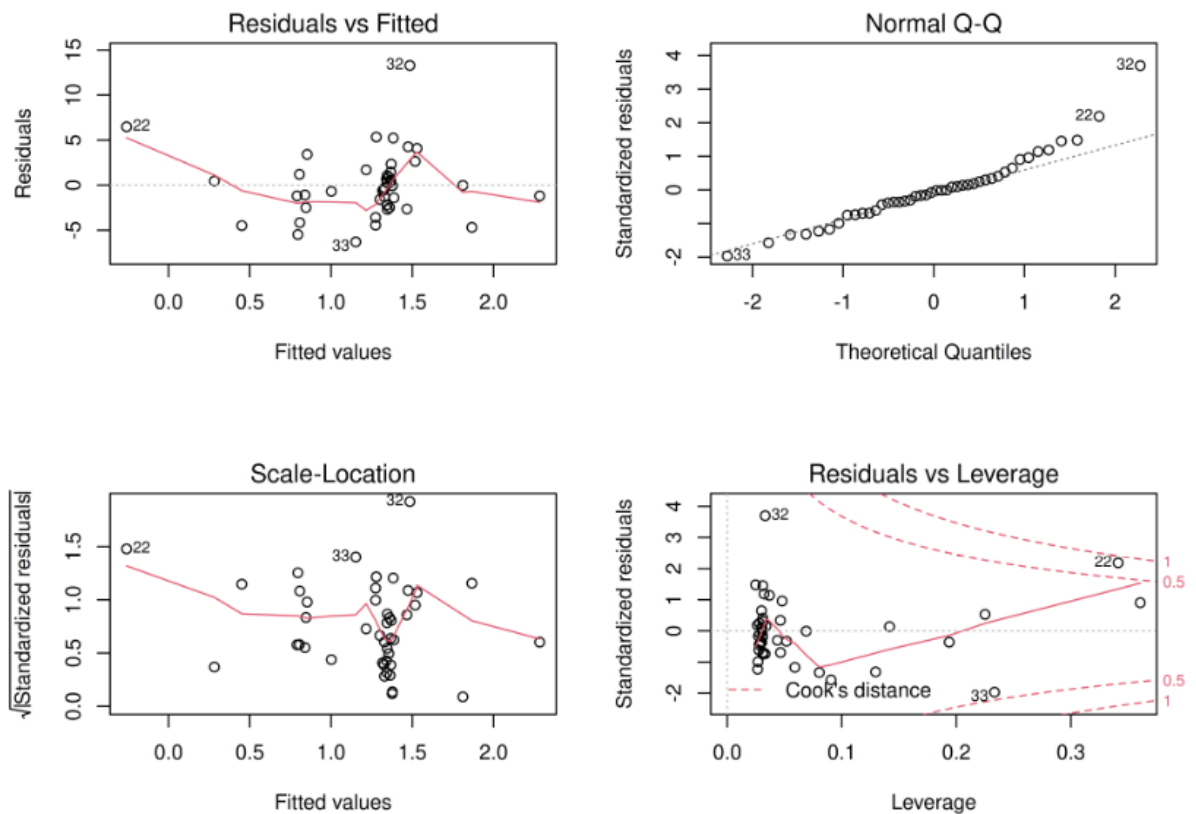 Residuals vs Fitted
Residuals
15
10
5
0
-5
22
32
33
0.0 0.5 1.0 1.5 2.0
Fitted values
Normal Q-Q
Standardized residuals
4
3
2
1
0
-2
32
22
33
-2 -1 0 1 2
Theoretical Quantiles
Scale-Location
√|Standardized residuals|
1.5
1.0
0.5
0.0
22
32
33
0.0 0.5 1.0 1.5 2.0
Fitted values
Residuals vs Leverage
Standardized residuals
4
3
2
1
0
-2
32
22
33
1
0.5
0.5
1
Cook's distance
0.0 0.1 0.2 0.3
Leverage